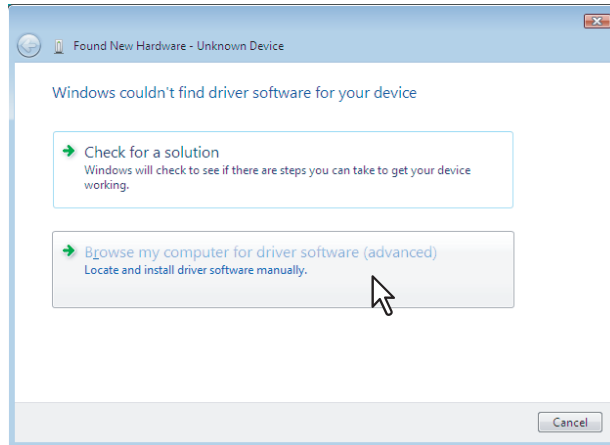 Found New Hardware - Unknown Device
Windows couldn't find driver software for your device
Check for a solution
Windows will check to see if there are steps you can take to get your device
working.
Browse my computer for driver software (advanced)
Locate and install driver software manually.
Cancel